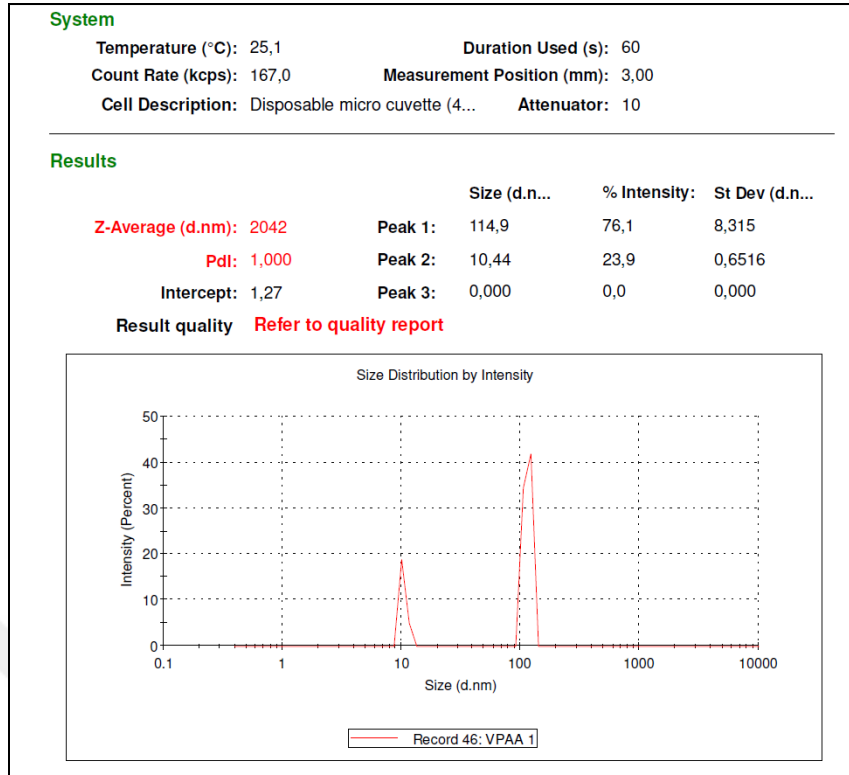 System
Temperature (°C): 25,1 Duration Used (s): 60
Count Rate (kcps): 167,0 Measurement Position (mm): 3,00
Cell Description: Disposable micro cuvette (4... Attenuator: 10
Results
Size (d.n... % Intensity: St Dev (d.n...
Z-Average (d.nm): 2042 Peak 1: 114,9 76,1 8,315
PdI: 1,000 Peak 2: 10,44 23,9 0,6516
Intercept: 1,27 Peak 3: 0,000 0,0 0,000
Result quality Refer to quality report
Size Distribution by Intensity
50
40
30
20
10
0
Intensity (Percent)
0.1 1 10 100 1000 10000
Size (d.nm)
Record 46: VPAA 1